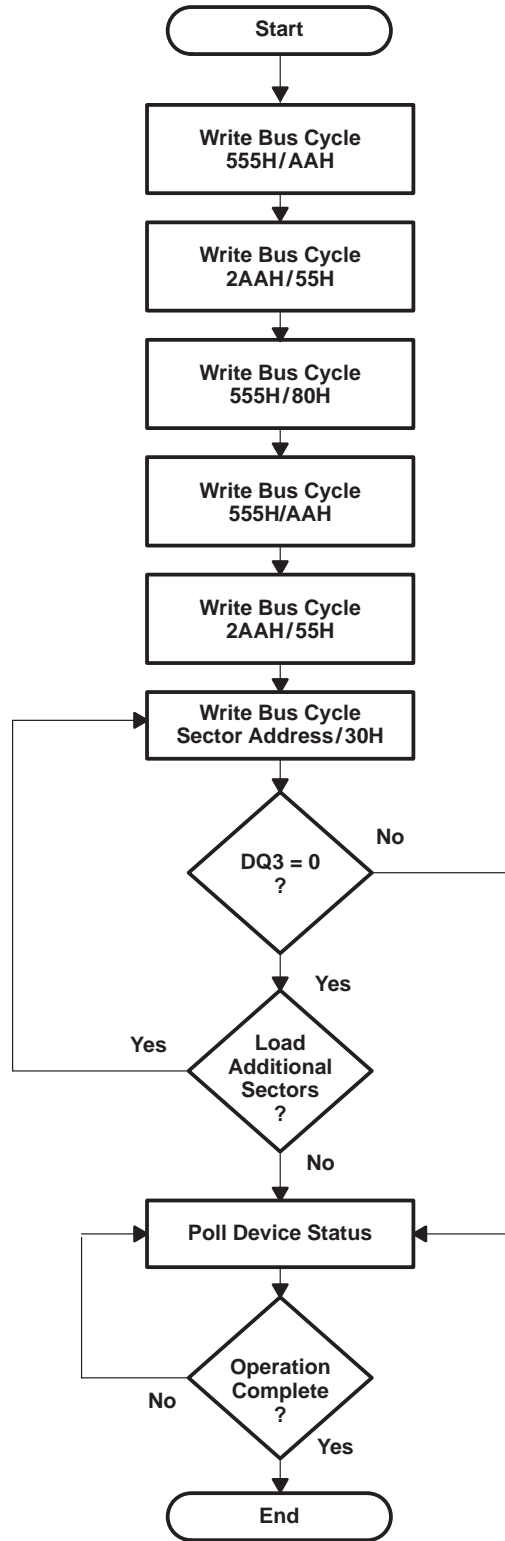 Start
Write Bus Cycle
555H/AAH
Write Bus Cycle
2AAH/55H
Write Bus Cycle
555H/80H
Write Bus Cycle
555H/AAH
Write Bus Cycle
2AAH/55H
Write Bus Cycle
Sector Address/30H
No
DQ3 = 0
?
Yes
Yes
Load
Additional
Sectors
?
No
Poll Device Status
Operation
Complete
?
No
Yes
End